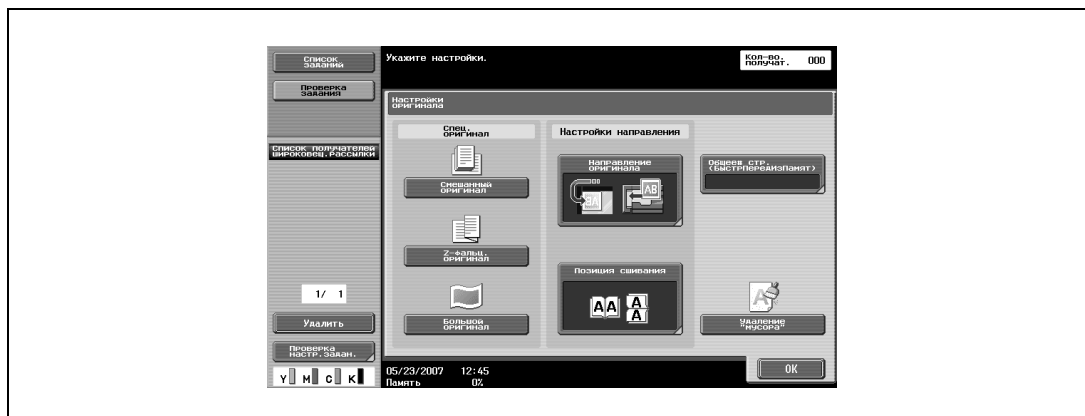 Список
заданий
Укажите настройки.
Кол-во.
получат.
000
Проверка
задания
Настройки
оригинала
Список получателей
широковещ.рассылки
Спец.
оригинал
Настройки направления
Смешанный
оригинал
Направление
оригинала
Общеев стр.
(БыстрПередИзПамят)
Z-фальц.
оригинал
Позиция сшивания
Большой
оригинал
Удаление
"мусора"
1/ 1
Удалить
Проверка
настр.задан.
Y M C K
05/23/2007 12:45
Память 0%
OK